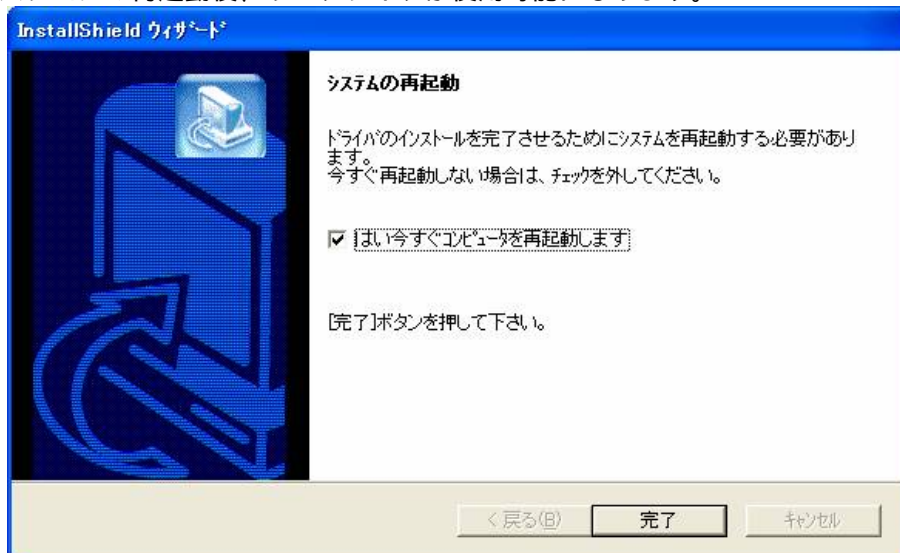 InstallShield ウィザード
システムの再起動
ドライバのインストールを完了させるためにシステムを再起動する必要があり
ます。
今すぐ再起動しない場合は、チェックを外してください。
はい今すぐコンピュータを再起動します
[完了]ボタンを押して下さい。
< 戻る(B)
完了
キャンセル